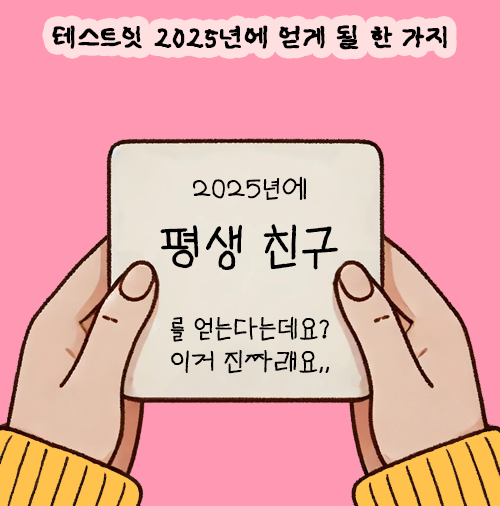 테스트잇 2025년에 얻게 될 한 가지
2025년에
평생 친구
를 얻는다는데요?
이거 진짜래요,,